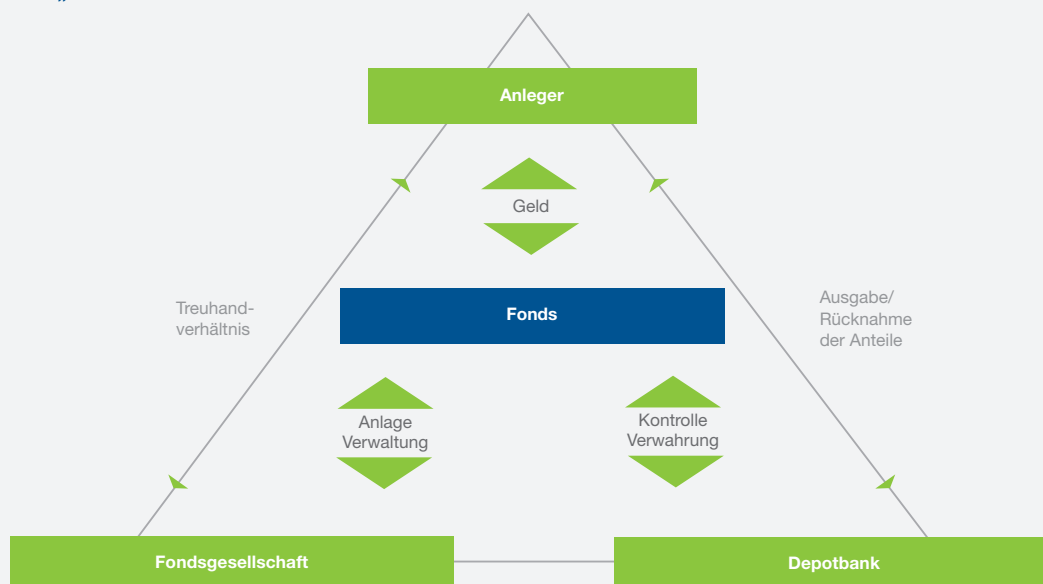 Anleger
Geld
Treuhand-
verhältnis
Fonds
Ausgabe/
Rücknahme
der Anteile
Anlage
Verwaltung
Kontrolle
Verwahrung
Fondsgesellschaft
Depotbank